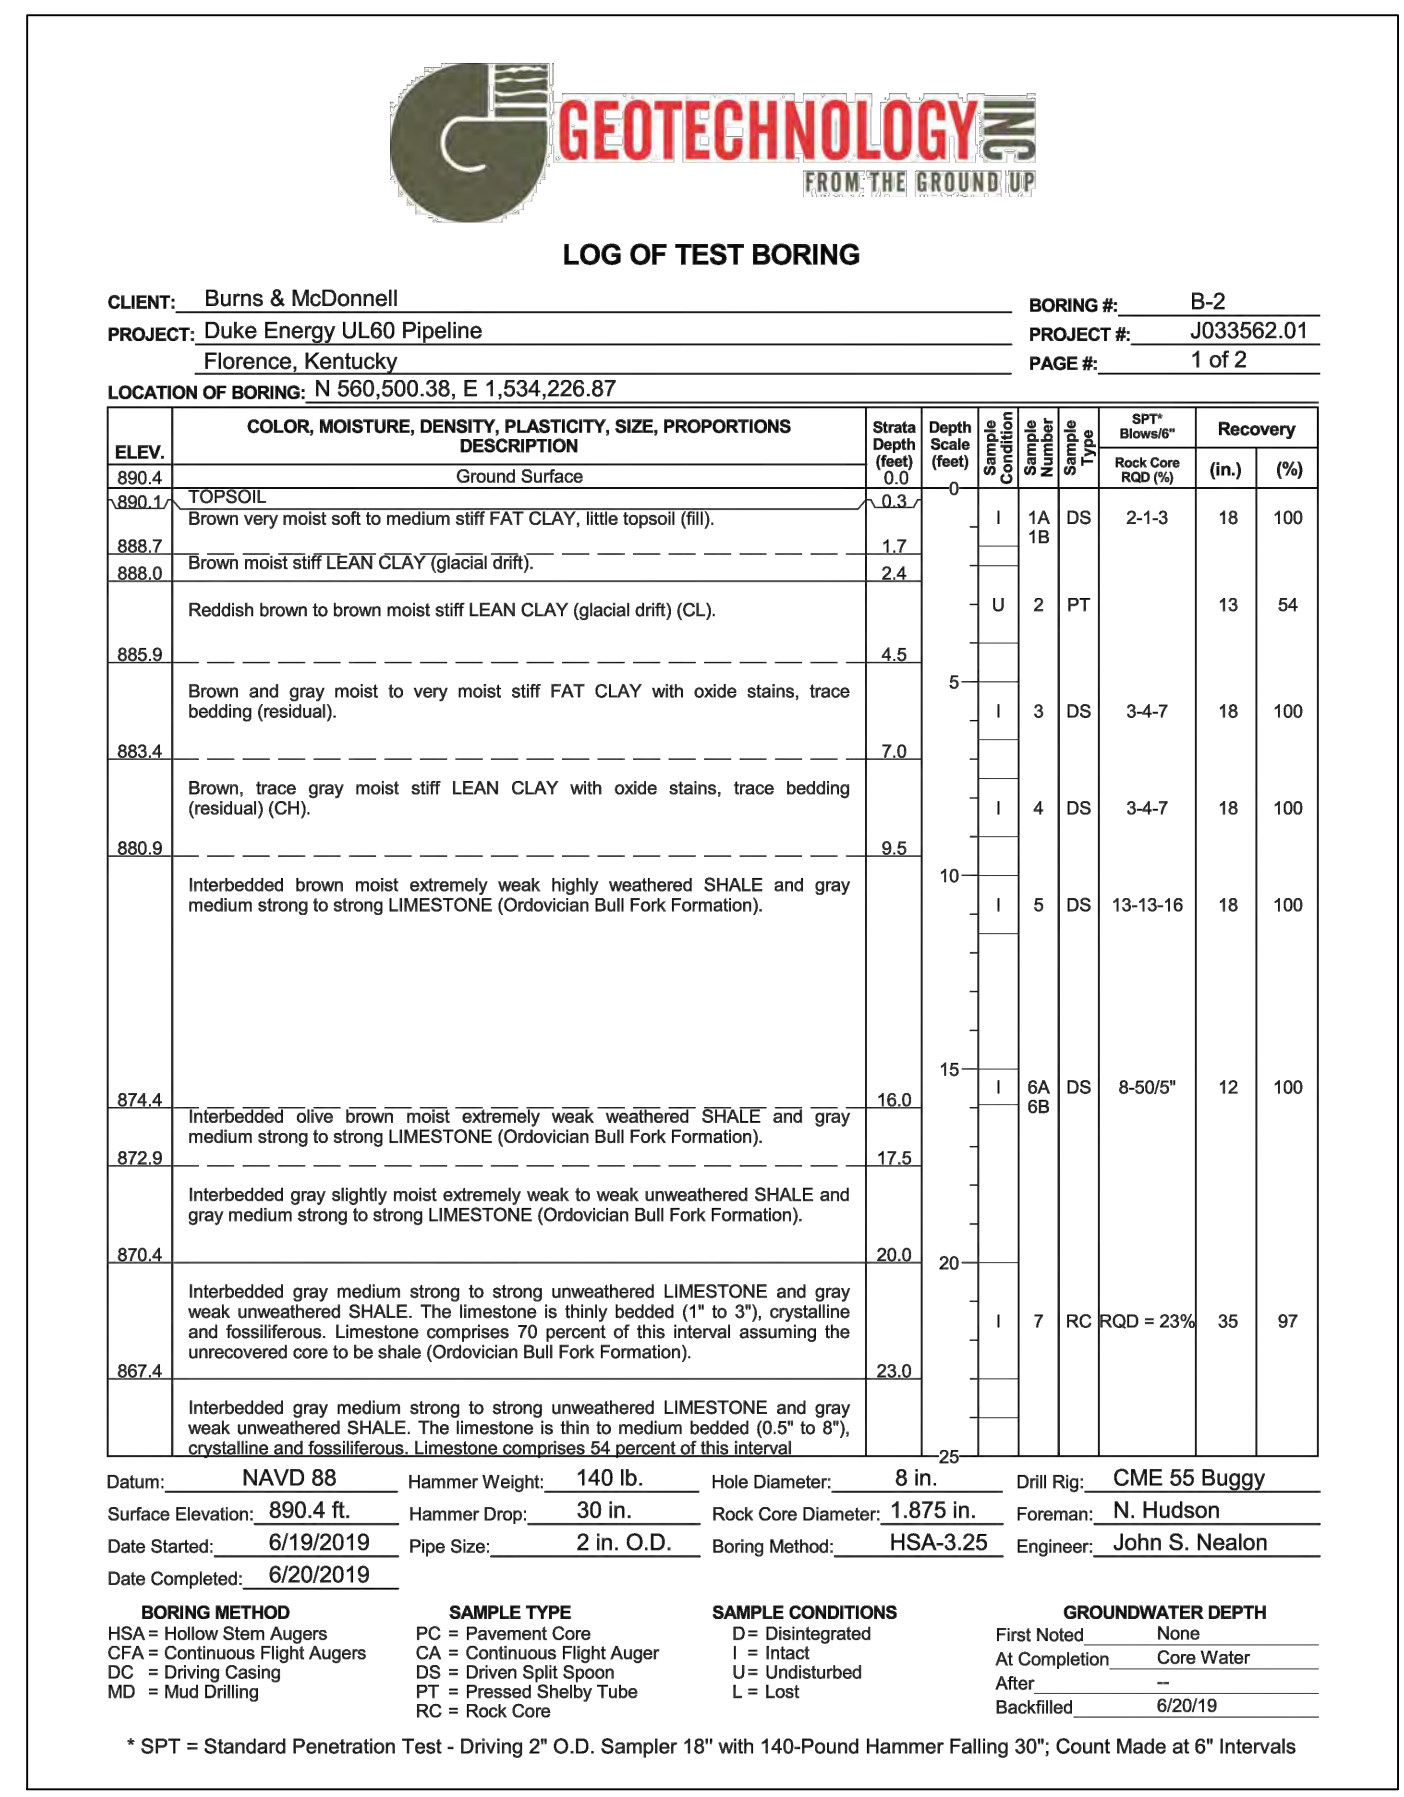 GEOTECHNOLOGY INC
FROM THE GROUND UP
LOG OF TEST BORING
CLIENT: Burns & McDonnell BORING #: B-2
PROJECT: Duke Energy UL60 Pipeline PROJECT #: J033562.01
Florence, Kentucky PAGE #: 1 of 2
LOCATION OF BORING: N 560,500.38, E 1,534,226.87
ELEV. COLOR, MOISTURE, DENSITY, PLASTICITY, SIZE, PROPORTIONS DESCRIPTION Strata Depth (feet) Depth Scale (feet) Sample Condition Sample Number Sample Type SPT* Blows/6" Rock Core RQD (%) Recovery (in.) (%)
890.4 Ground Surface 0.0 0
890.1 TOPSOIL 0.3
Brown very moist soft to medium stiff FAT CLAY, little topsoil (fill). I 1A DS 2-1-3 18 100
1B
888.7 1.7
Brown moist stiff LEAN CLAY (glacial drift).
888.0 2.4
Reddish brown to brown moist stiff LEAN CLAY (glacial drift) (CL). U 2 PT 13 54
885.9 4.5
5
Brown and gray moist to very moist stiff FAT CLAY with oxide stains, trace
bedding (residual). I 3 DS 3-4-7 18 100
883.4 7.0
Brown, trace gray moist stiff LEAN CLAY with oxide stains, trace bedding
(residual) (CH). I 4 DS 3-4-7 18 100
880.9 9.5
10
Interbedded brown moist extremely weak highly weathered SHALE and gray
medium strong to strong LIMESTONE (Ordovician Bull Fork Formation). I 5 DS 13-13-16 18 100
15
I 6A DS 8-50/5" 12 100
6B
874.4 16.0
Interbedded olive brown moist extremely weak weathered SHALE and gray
medium strong to strong LIMESTONE (Ordovician Bull Fork Formation).
872.9 17.5
Interbedded gray slightly moist extremely weak to weak unweathered SHALE and
gray medium strong to strong LIMESTONE (Ordovician Bull Fork Formation).
870.4 20.0 20
Interbedded gray medium strong to strong unweathered LIMESTONE and gray
weak unweathered SHALE. The limestone is thinly bedded (1" to 3"), crystalline
and fossiliferous. Limestone comprises 70 percent of this interval assuming the I 7 RC RQD = 23% 35 97
unrecovered core to be shale (Ordovician Bull Fork Formation).
867.4 23.0
Interbedded gray medium strong to strong unweathered LIMESTONE and gray
weak unweathered SHALE. The limestone is thin to medium bedded (0.5" to 8"),
crystalline and fossiliferous. Limestone comprises 54 percent of this interval
25
Datum: NAVD 88 Hammer Weight: 140 lb. Hole Diameter: 8 in. Drill Rig: CME 55 Buggy
Surface Elevation: 890.4 ft. Hammer Drop: 30 in. Rock Core Diameter: 1.875 in. Foreman: N. Hudson
Date Started: 6/19/2019 Pipe Size: 2 in. O.D. Boring Method: HSA-3.25 Engineer: John S. Nealon
Date Completed: 6/20/2019
BORING METHOD SAMPLE TYPE SAMPLE CONDITIONS GROUNDWATER DEPTH
HSA = Hollow Stem Augers PC = Pavement Core D = Disintegrated First Noted None
CFA = Continuous Flight Augers CA = Continuous Flight Auger I = Intact At Completion Core Water
DC = Driving Casing DS = Driven Split Spoon U = Undisturbed After --
MD = Mud Drilling PT = Pressed Shelby Tube L = Lost Backfilled 6/20/19
RC = Rock Core
* SPT = Standard Penetration Test - Driving 2" O.D. Sampler 18" with 140-Pound Hammer Falling 30"; Count Made at 6" Intervals